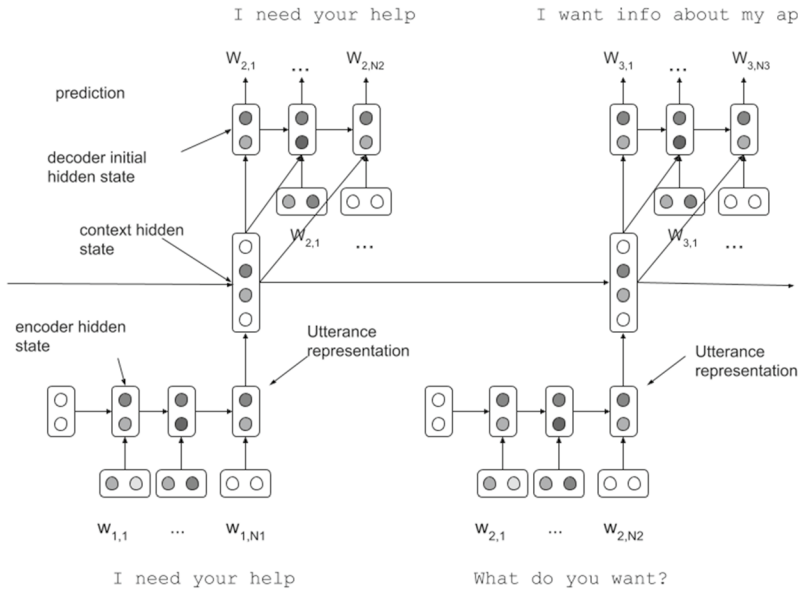 I need your help
I want info about my ap
W2,1
...
W2,N2
W3,1
...
W3,N3
prediction
decoder initial
hidden state
context hidden
state
W2,1
...
W3,1
...
encoder hidden
state
Utterance
representation
Utterance
representation
w1,1
...
w1,N1
w2,1
...
w2,N2
I need your help
What do you want?